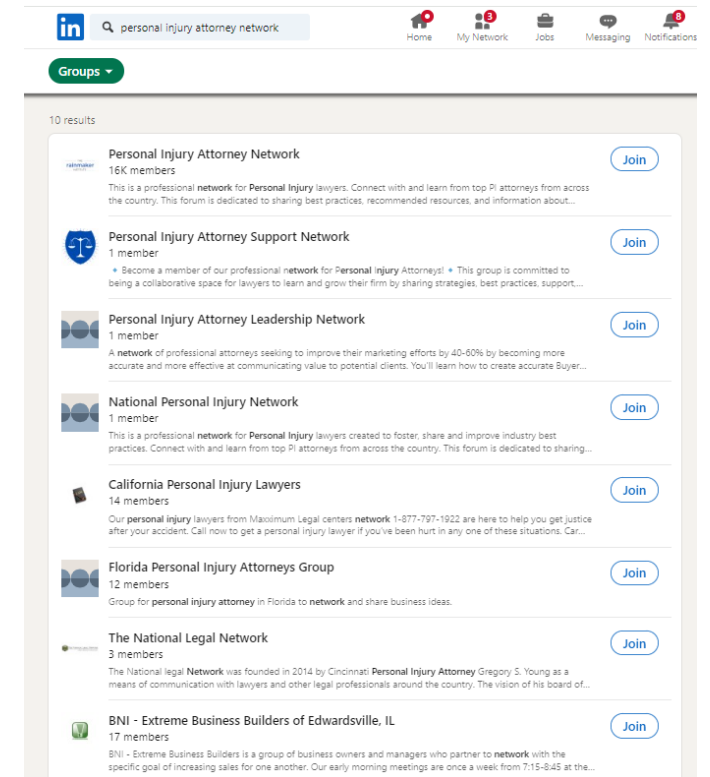 in
personal injury attorney network
3
8
Home
My Network
Jobs
Messaging
Notifications
Groups
10 results
rainmaker
Personal Injury Attorney Network
16K members
Join
This is a professional network for Personal Injury lawyers. Connect with and learn from top PI attorneys from across
the country. This forum is dedicated to sharing best practices, recommended resources, and information about...
Personal Injury Attorney Support Network
1 member
Join
🔹 Become a member of our professional network for Personal Injury Attorneys! 🔹 This group is committed to
being a collaborative space for lawyers to learn and grow their firm by sharing strategies, best practices, support,...
Personal Injury Attorney Leadership Network
1 member
Join
A network of professional attorneys seeking to improve their marketing efforts by 40-60% by becoming more
accurate and more effective at communicating value to potential clients. You'll learn how to create accurate Buyer...
National Personal Injury Network
1 member
Join
This is a professional network for Personal Injury lawyers created to foster, share and improve industry best
practices. Connect with and learn from top PI attorneys from across the country. This forum is dedicated to sharing...
California Personal Injury Lawyers
14 members
Join
Our personal injury lawyers from Maxximum Legal centers network 1-877-797-1922 are here to help you get justice
after your accident. Call now to get a personal injury lawyer if you've been hurt in any one of these situations. Car...
Florida Personal Injury Attorneys Group
12 members
Join
Group for personal injury attorney in Florida to network and share business ideas.
The National Legal Network
3 members
Join
The National legal Network was founded in 2014 by Cincinnati Personal Injury Attorney Gregory S. Young as a
means of communication with lawyers and other legal professionals around the country. The vision of his board of...
BNI - Extreme Business Builders of Edwardsville, IL
17 members
Join
BNI - Extreme Business Builders is a group of business owners and managers who partner to network with the
specific goal of increasing sales for one another. Our early morning meetings are once a week from 7:15-8:45 at the...